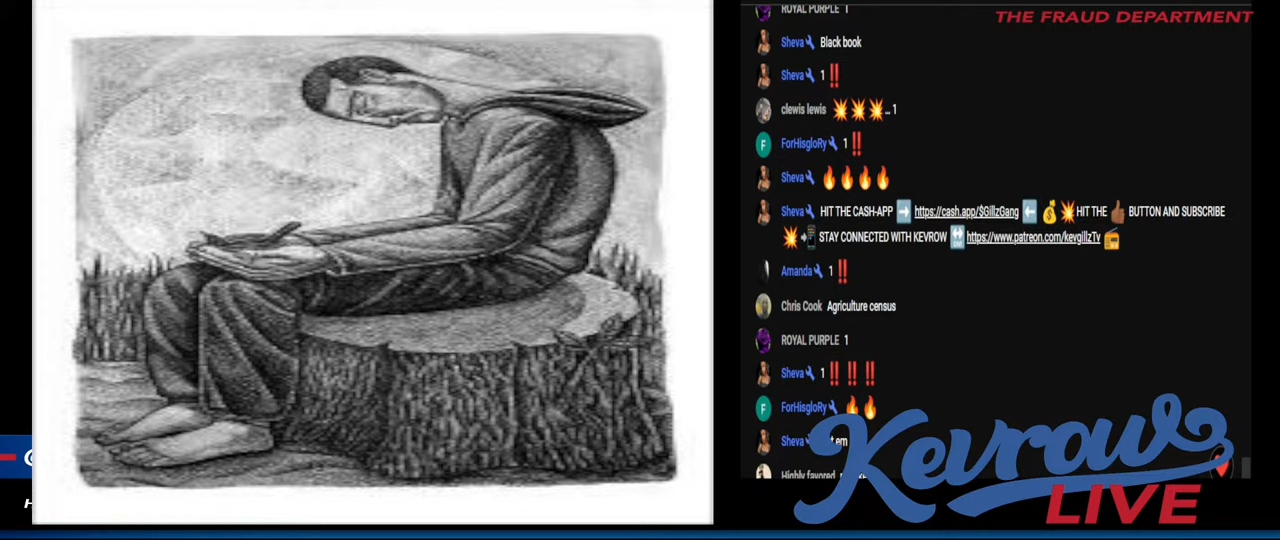 THE FRAUD DEPARTMENT
ROYAL PURPLE 1
Sheva Black book
Sheva 1 ‼️
clewis lewis 💥💥💥... 1
ForHisgloRy 1 ‼️
Sheva 🔥🔥🔥🔥
Sheva HIT THE CASH-APP ➡️ https://cash.app/$GillzGang ⬅️ 💰💥HIT THE 👍🏾 BUTTON AND SUBSCRIBE
💥📲 STAY CONNECTED WITH KEVROW ↔️ https://www.patreon.com/kevgillzTv 📻
Amanda 1 ‼️
Chris Cook Agriculture census
ROYAL PURPLE 1
Sheva 1 ‼️ ‼️ ‼️
F ForHisgloRy 🔥🔥
Sheva em
Highly favored
Kevrow
LIVE